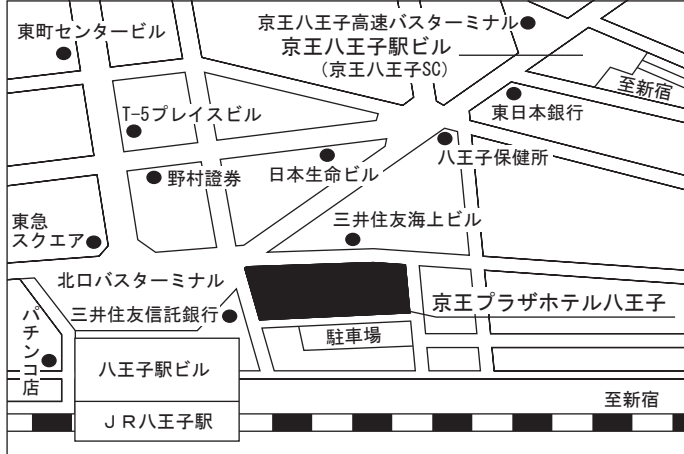 京王八王子高速バスターミナル
東町センタービル
京王八王子駅ビル
(京王八王子SC)
至新宿
東日本銀行
T-5プレイスビル
八王子保健所
日本生命ビル
野村證券
東急
スクエア
三井住友海上ビル
北口バスターミナル
京王プラザホテル八王子
三井住友信託銀行
パチンコ店
駐車場
八王子駅ビル
至新宿
JR八王子駅